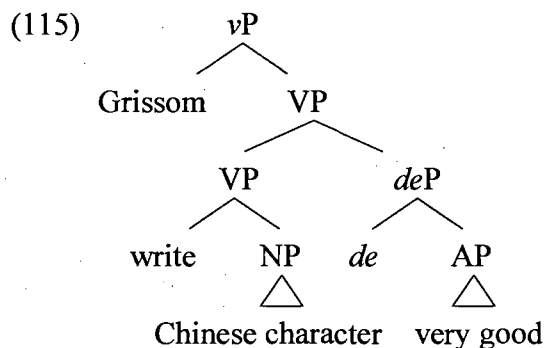 (115) vP
Grissom VP
VP deP
write NP de AP
Chinese character very good